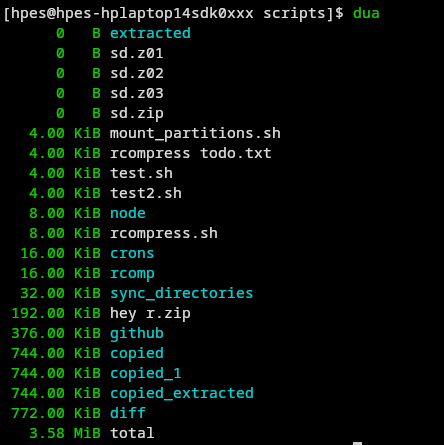 [hpes@hpes-hplaptop14sdk0xxx scripts]$ dua
0 B extracted
0 B sd.z01
0 B sd.z02
0 B sd.z03
0 B sd.zip
4.00 KiB mount_partitions.sh
4.00 KiB rcompress todo.txt
4.00 KiB test.sh
4.00 KiB test2.sh
8.00 KiB node
8.00 KiB rcompress.sh
16.00 KiB crons
16.00 KiB rcomp
32.00 KiB sync_directories
192.00 KiB hey r.zip
376.00 KiB github
744.00 KiB copied
744.00 KiB copied_1
744.00 KiB copied_extracted
772.00 KiB diff
3.58 MiB total